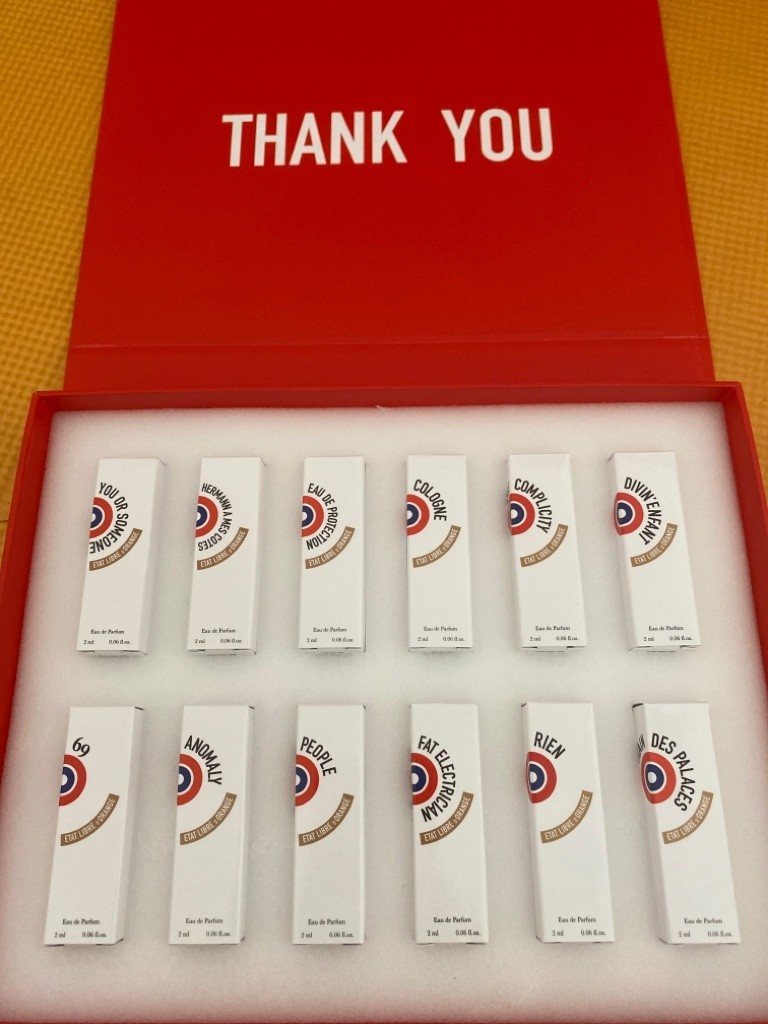 THANK YOU
YOU OR SOMEONE
ETAT LIBRE D'ORANGE
Eau de Parfum
2 ml 0.06 fl.oz.
HERMANN A MES COTES
ETAT LIBRE D'ORANGE
Eau de Parfum
2 ml 0.06 fl.oz.
EAU DE PROTECTION
ETAT LIBRE D'ORANGE
Eau de Parfum
2 ml 0.06 fl.oz.
COLOGNE
ETAT LIBRE D'ORANGE
Eau de Parfum
2 ml 0.06 fl.oz.
COMPLICITY
ETAT LIBRE D'ORANGE
Eau de Parfum
2 ml 0.06 fl.oz.
DIVIN'ENFANT
ETAT LIBRE D'ORANGE
Eau de Parfum
2 ml 0.06 fl.oz.
69
ETAT LIBRE D'ORANGE
Eau de Parfum
2 ml 0.06 fl.oz.
ANOMALY
ETAT LIBRE D'ORANGE
Eau de Parfum
2 ml 0.06 fl.oz.
PEOPLE
ETAT LIBRE D'ORANGE
Eau de Parfum
2 ml 0.06 fl.oz.
FAT ELECTRICIAN
ETAT LIBRE D'ORANGE
Eau de Parfum
2 ml 0.06 fl.oz.
RIEN
ETAT LIBRE D'ORANGE
Eau de Parfum
2 ml 0.06 fl.oz.
DES PALACES
ETAT LIBRE D'ORANGE
Eau de Parfum
2 ml 0.06 fl.oz.